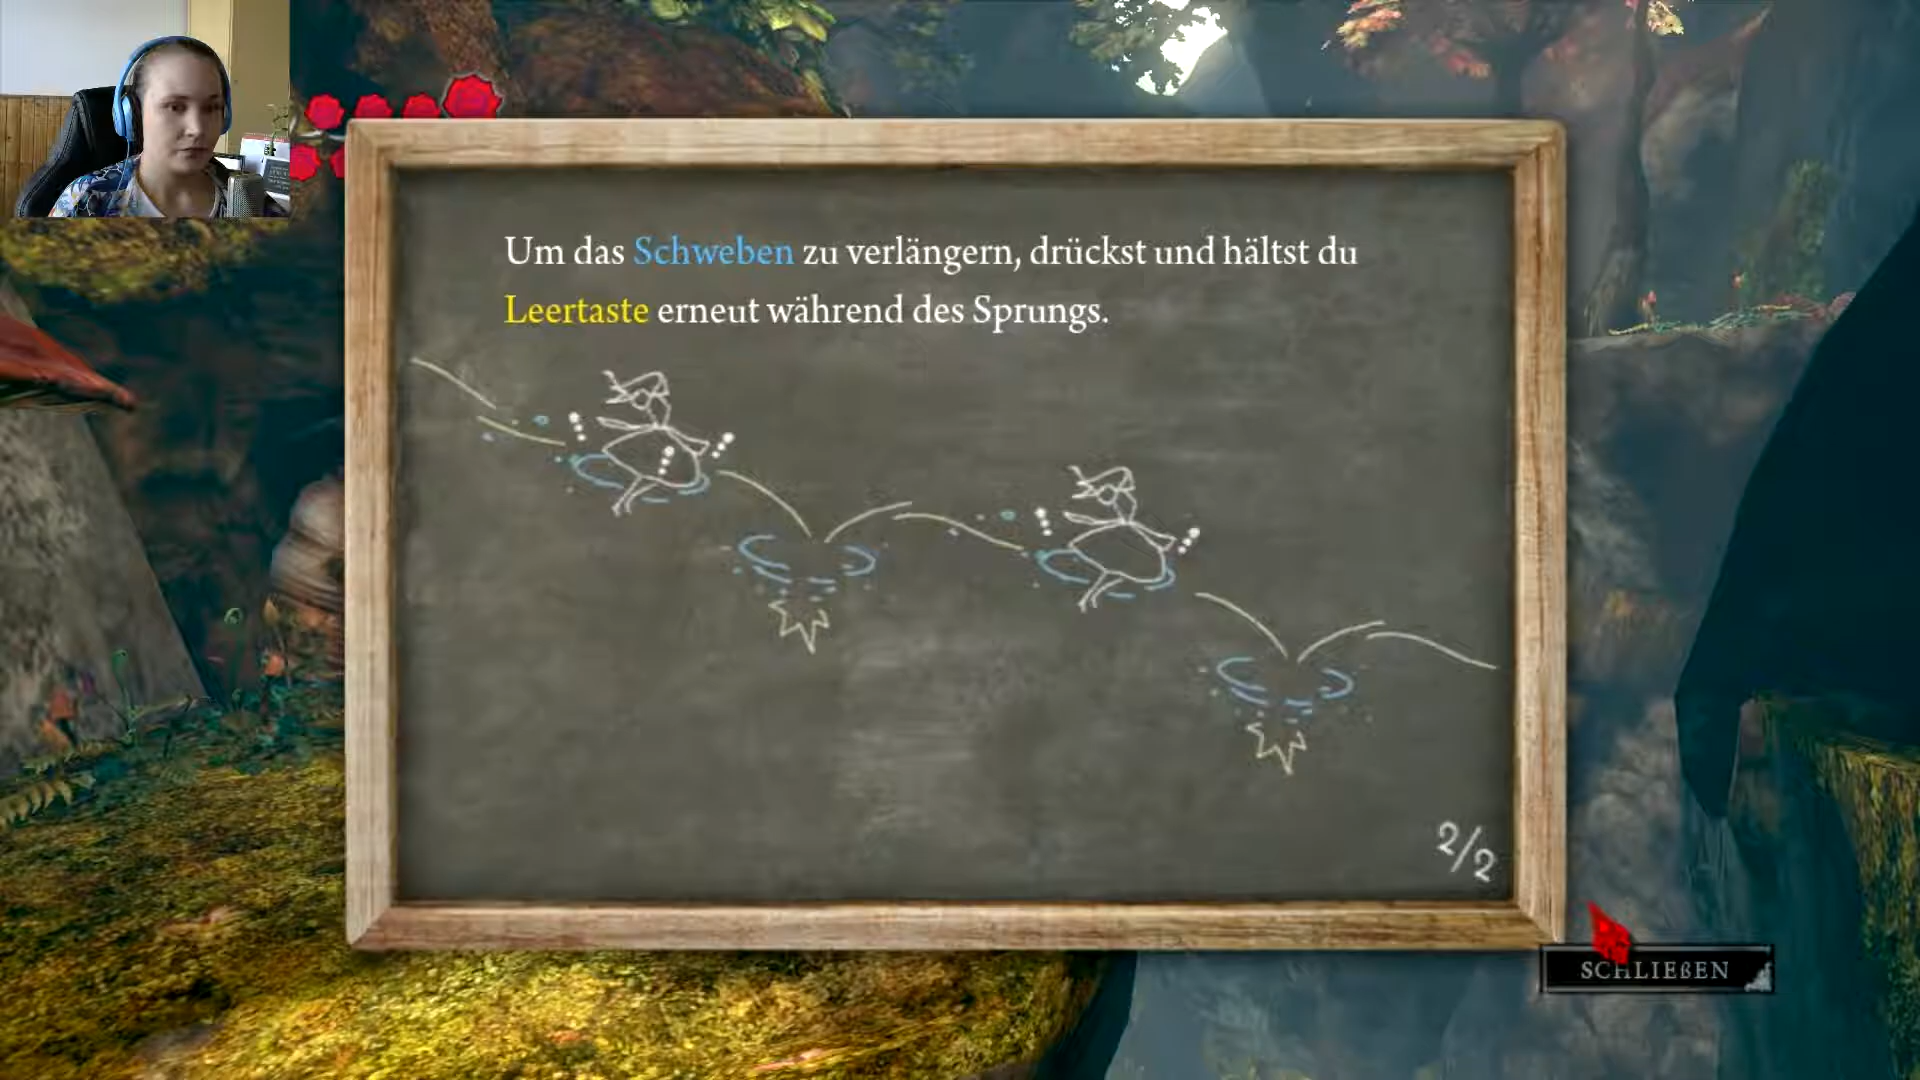 Um das Schweben zu verlängern, drückst und hältst du
Leertaste erneut während des Sprungs.
2/2
SCHLIEßEN